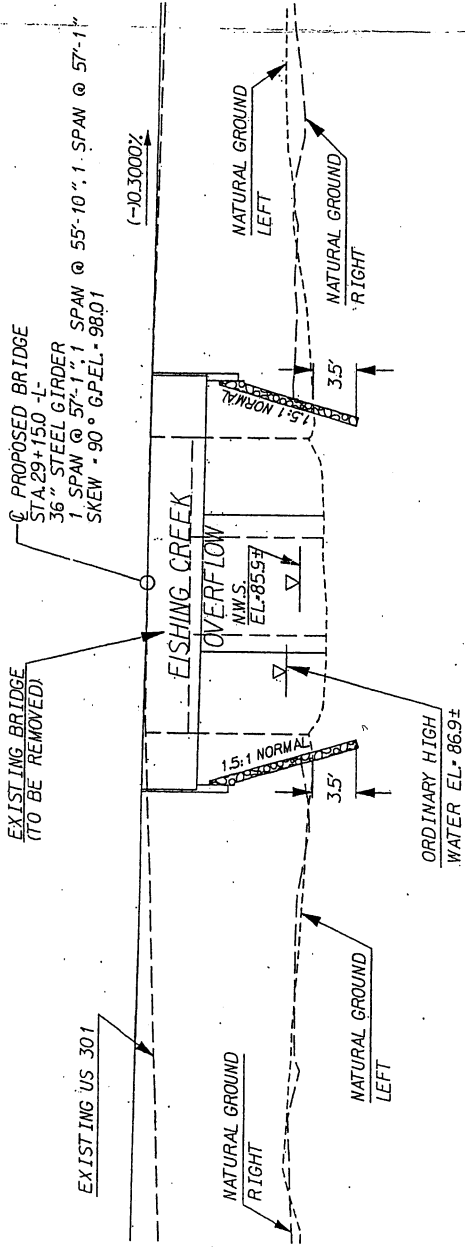 ℄ PROPOSED BRIDGE
STA.29+15.0 -L-
36" STEEL GIRDER
1 SPAN @ 57'-1", 1 SPAN @ 55'-10", 1 SPAN @ 57'-1"
SKEW = 90° G.P.EL.= 98.01
EXISTING BRIDGE
(TO BE REMOVED)
(-)0.3000%
EXISTING US 301
FISHING CREEK
OVERFLOW
N.W.S.
EL.=85.9±
1.5:1 NORMAL
1.5:1 NORMAL
3.5'
3.5'
NATURAL GROUND
LEFT
NATURAL GROUND
RIGHT
NATURAL GROUND
RIGHT
NATURAL GROUND
LEFT
ORDINARY HIGH
WATER EL= 86.9±